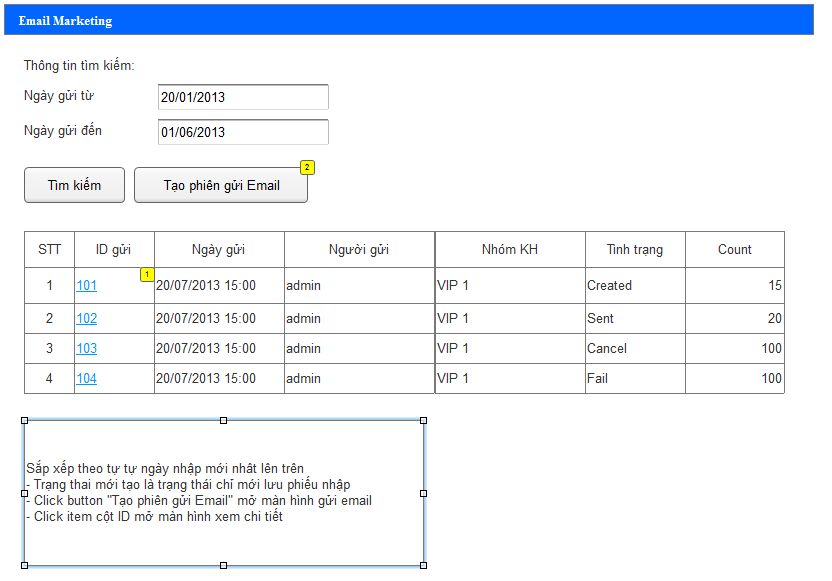 Email Marketing
Thông tin tìm kiếm:
Ngày gửi từ 20/01/2013
Ngày gửi đến 01/06/2013
2
Tìm kiếm Tạo phiên gửi Email
STT ID gửi Ngày gửi Người gửi Nhóm KH Tình trạng Count
1
1 101 20/07/2013 15:00 admin VIP 1 Created 15
2 102 20/07/2013 15:00 admin VIP 1 Sent 20
3 103 20/07/2013 15:00 admin VIP 1 Cancel 100
4 104 20/07/2013 15:00 admin VIP 1 Fail 100
Sắp xếp theo tự tự ngày nhập mới nhât lên trên
- Trạng thai mới tạo là trạng thái chỉ mới lưu phiếu nhập
- Click button "Tạo phiên gửi Email" mở màn hình gửi email
- Click item cột ID mở màn hình xem chi tiết